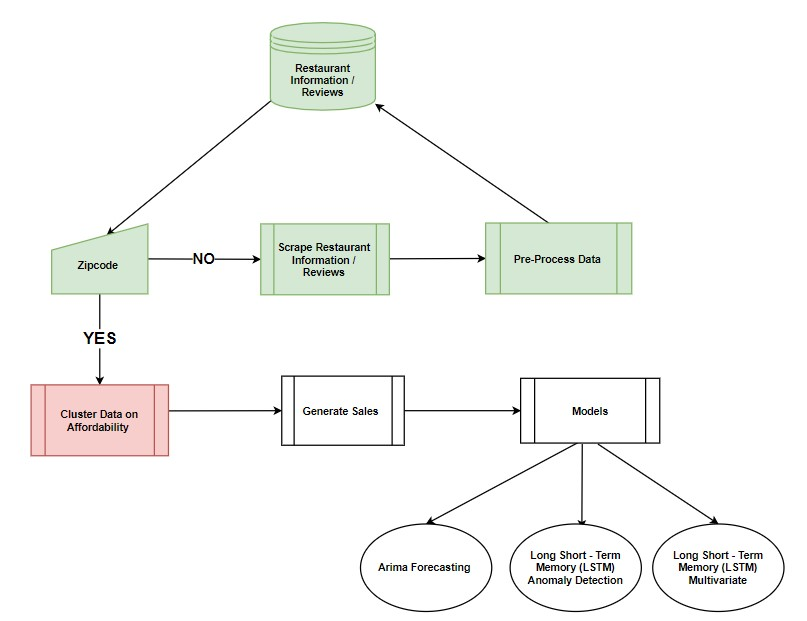 Restaurant
Information /
Reviews
Zipcode
NO
Scrape Restaurant
Information /
Reviews
Pre-Process Data
YES
Cluster Data on
Affordability
Generate Sales
Models
Arima Forecasting
Long Short - Term
Memory (LSTM)
Anomaly Detection
Long Short - Term
Memory (LSTM)
Multivariate